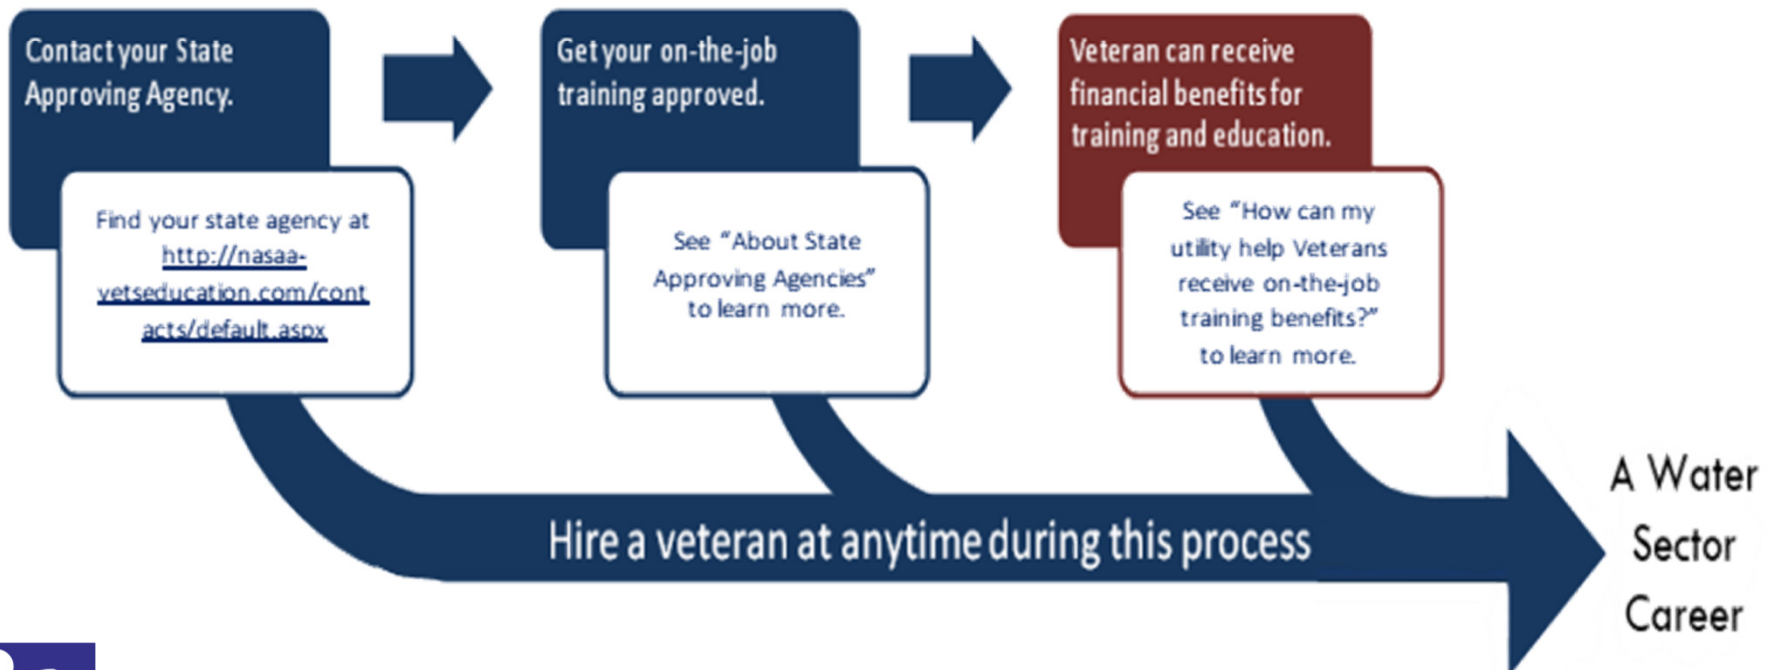 Contact your State
Approving Agency.
Find your state agency at
http://nasaa-
vetseducation.com/cont
acts/default.aspx
Get your on-the-job
training approved.
See “About State
Approving Agencies”
to learn more.
Veteran can receive
financial benefits for
training and education.
See “How can my
utility help Veterans
receive on-the-job
training benefits?”
to learn more.
Hire a veteran at anytime during this process
A Water
Sector
Career